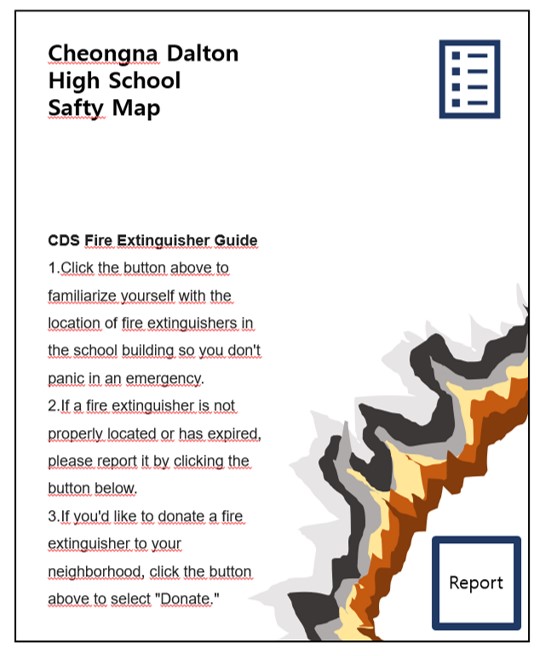 Cheongna Dalton
High School
Safty Map
CDS Fire Extinguisher Guide
1.Click the button above to
familiarize yourself with the
location of fire extinguishers in
the school building so you don't
panic in an emergency.
2.If a fire extinguisher is not
properly located or has expired,
please report it by clicking the
button below.
3.If you'd like to donate a fire
extinguisher to your
neighborhood, click the button
above to select "Donate."
Report